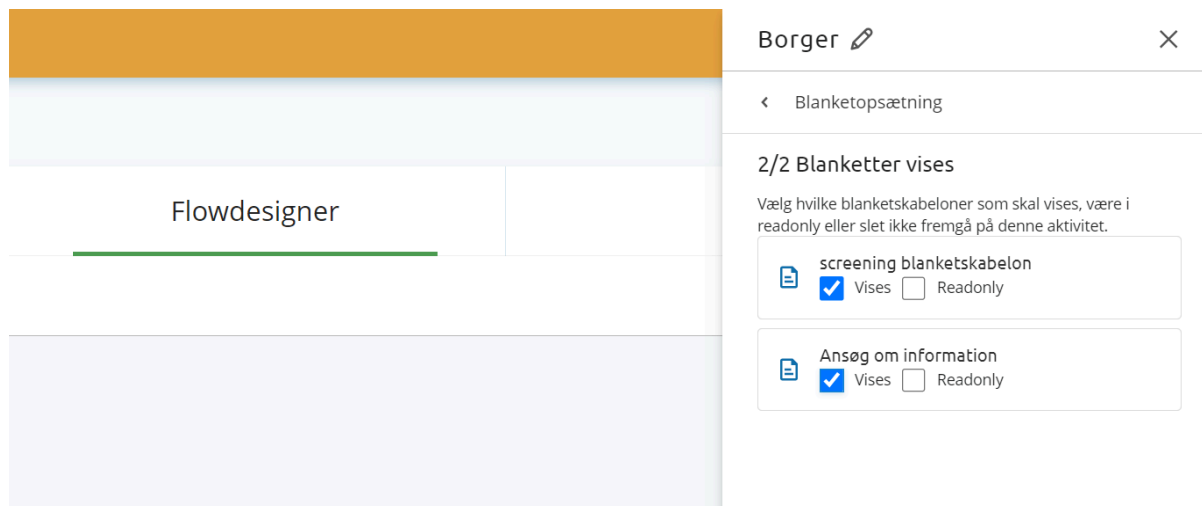 Borger
Blanketopsætning
Flowdesigner
2/2 Blanketter vises
Vælg hvilke blanketskabeloner som skal vises, være i
readonly eller slet ikke fremgå på denne aktivitet.
screening blanketskabelon
Vises Readonly
Ansøg om information
Vises Readonly